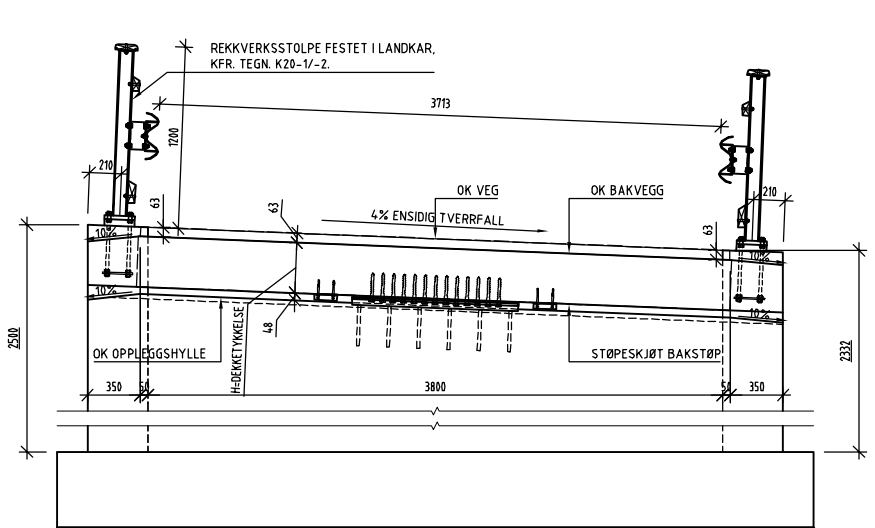 REKKVERKSSTOLPE FESTET I LANDKAR,
KFR. TEGN. K20-1/-2.
3713
1200
210
63
63
OK VEG
OK BAKVEGG
4% ENSIDIG TVERRFALL
210
63
10%
10%
10%
10%
2500
OK OPPLEGGSHYLLE
H=DEKKETYKKELSE
48
STØPESKJØT BAKSTØP
2332
350
50
3800
50
350